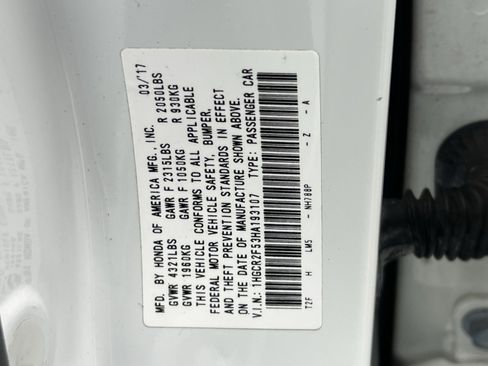 MFD. BY HONDA OF AMERICA MFG., INC. 03/17
GVWR 4321LBS GAWR F 2315LBS R 2050LBS
GVWR 1960KG GAWR F 1050KG R 930KG
THIS VEHICLE CONFORMS TO ALL APPLICABLE
FEDERAL MOTOR VEHICLE SAFETY, BUMPER,
AND THEFT PREVENTION STANDARDS IN EFFECT
ON THE DATE OF MANUFACTURE SHOWN ABOVE.
V.I.N.: 1HGCR2F53HA193107 TYPE: PASSENGER CAR
T2F H LW5 - NH788P - Z - A